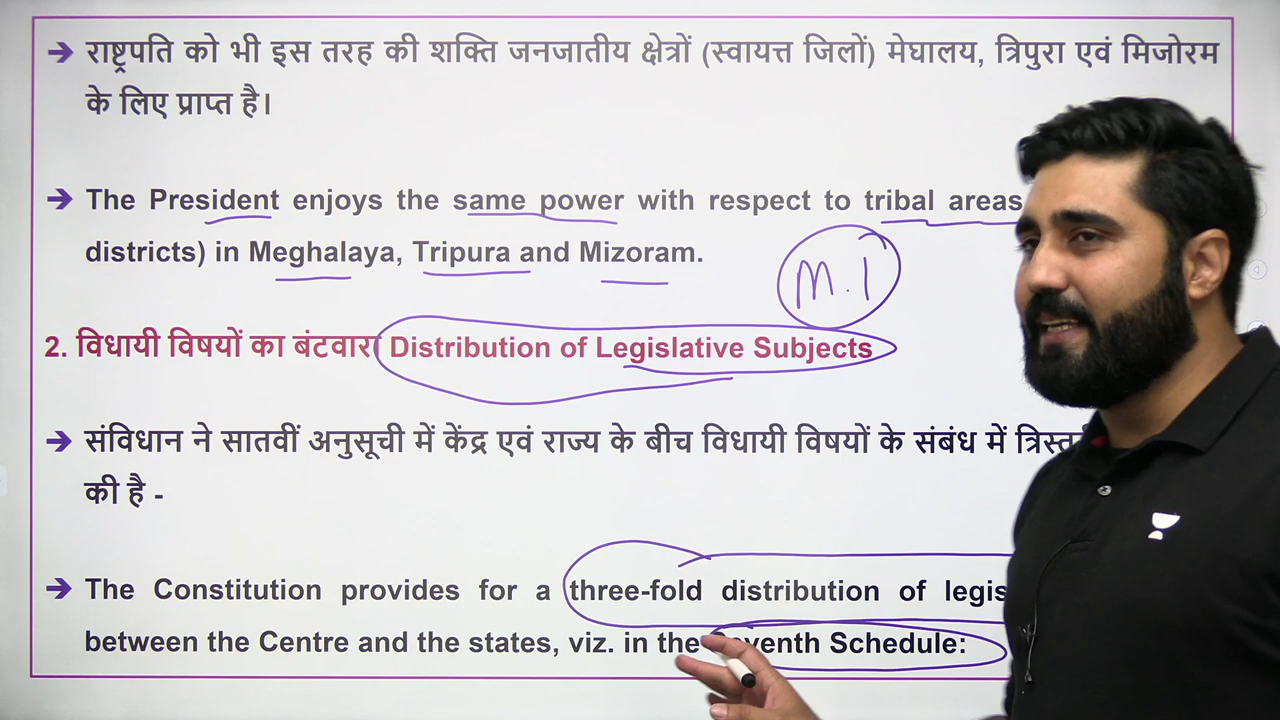 → राष्ट्रपति को भी इस तरह की शक्ति जनजातीय क्षेत्रों (स्वायत्त जिलों) मेघालय, त्रिपुरा एवं मिजोरम
के लिए प्राप्त है।
→ The President enjoys the same power with respect to tribal areas
districts) in Meghalaya, Tripura and Mizoram.
M.1
2. विधायी विषयों का बंटवारा Distribution of Legislative Subjects
→ संविधान ने सातवीं अनुसूची में केंद्र एवं राज्य के बीच विधायी विषयों के संबंध में
की है -
→ The Constitution provides for a three-fold distribution of
between the Centre and the states, viz. in the Seventh Schedule: